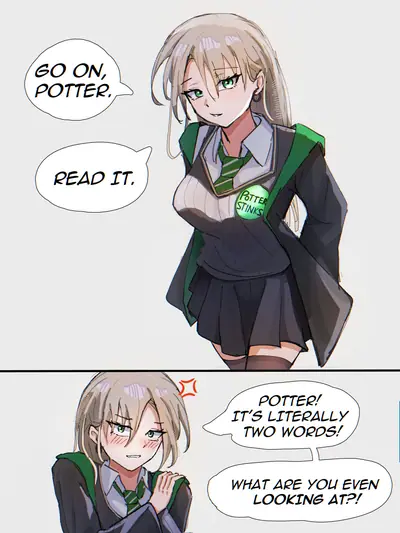 GO ON,
POTTER.
READ IT.
POTTER
STINKS
POTTER!
IT'S LITERALLY
TWO WORDS!
WHAT ARE YOU EVEN
LOOKING AT?!